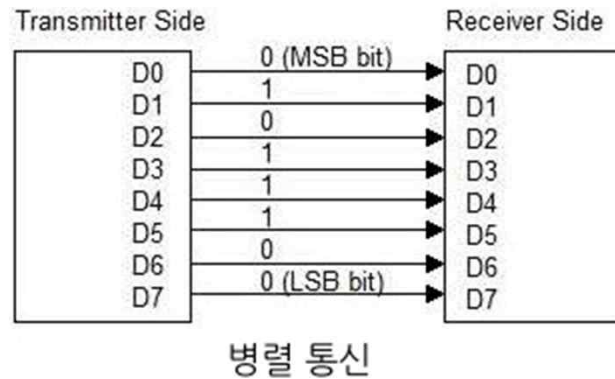 Transmitter Side Receiver Side
D0 0 (MSB bit) D0
D1 1 D1
D2 0 D2
D3 1 D3
D4 1 D4
D5 1 D5
D6 0 D6
D7 0 (LSB bit) D7
병렬 통신